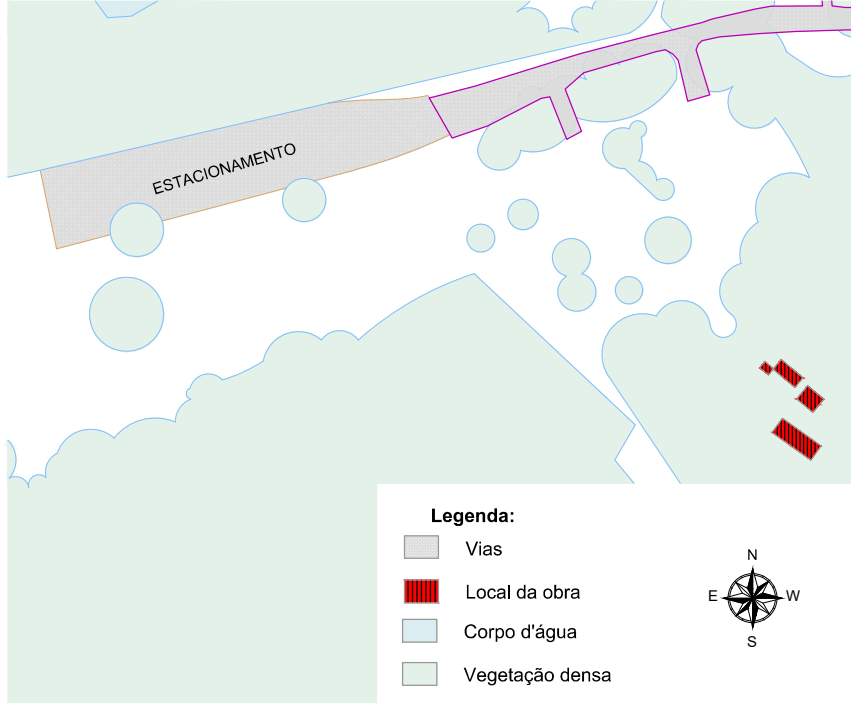 ESTACIONAMENTO
Legenda:
Vias
Local da obra
Corpo d'água
Vegetação densa
N
E W
S